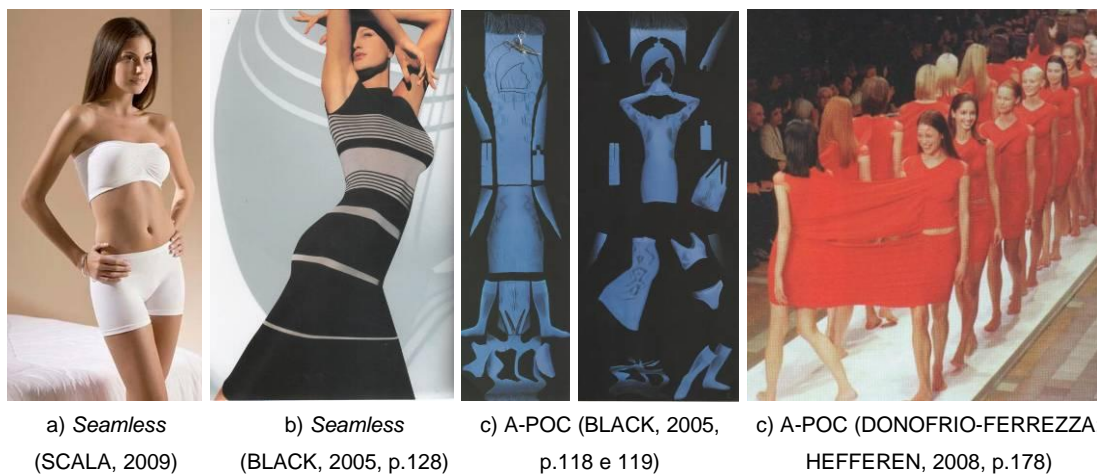 a) Seamless
(SCALA, 2009)
b) Seamless
(BLACK, 2005, p.128)
c) A-POC (BLACK, 2005,
p.118 e 119)
c) A-POC (DONOFRIO-FERREZZA
HEFFEREN, 2008, p.178)